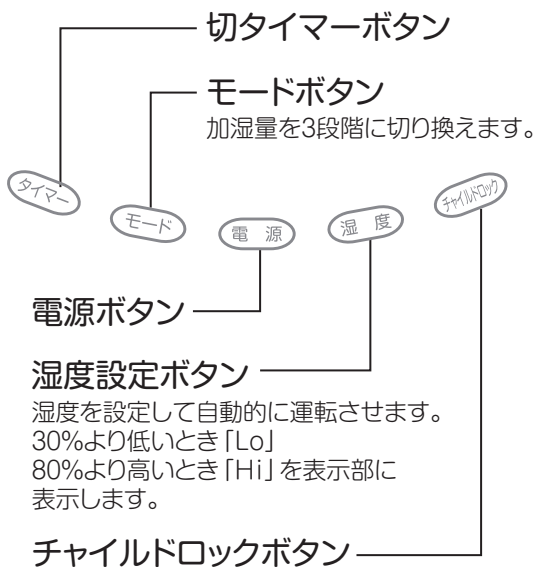 切タイマーボタン
モードボタン
加湿量を3段階に切り換えます。
タイマー
モード
電 源
湿 度
チャイルドロック
電源ボタン
湿度設定ボタン
湿度を設定して自動的に運転させます。
30%より低いとき「Lo」
80%より高いとき「Hi」を表示部に
表示します。
チャイルドロックボタン